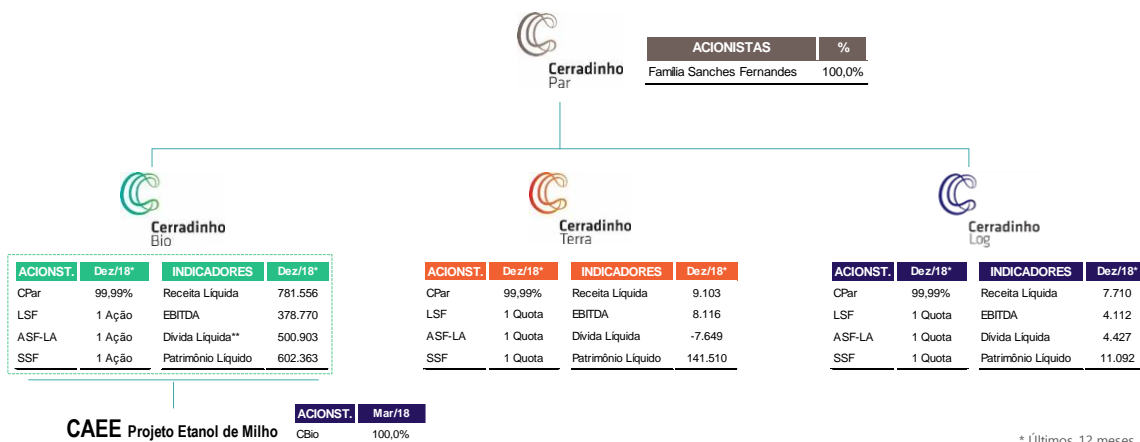 Cerradinho
Par
ACIONISTAS %
Família Sanches Fernandes 100,0%
Cerradinho
Bio
ACIONST. Dez/18* INDICADORES Dez/18*
CPar 99,99% Receita Líquida 781.556
LSF 1 Ação EBITDA 378.770
ASF-LA 1 Ação Dívida Líquida** 500.903
SSF 1 Ação Patrimônio Líquido 602.363
Cerradinho
Terra
ACIONST. Dez/18* INDICADORES Dez/18*
CPar 99,99% Receita Líquida 9.103
LSF 1 Quota EBITDA 8.116
ASF-LA 1 Quota Dívida Líquida -7.649
SSF 1 Quota Patrimônio Líquido 141.510
Cerradinho
Log
ACIONST. Dez/18* INDICADORES Dez/18*
CPar 99,99% Receita Líquida 7.710
LSF 1 Quota EBITDA 4.112
ASF-LA 1 Quota Dívida Líquida 4.427
SSF 1 Quota Patrimônio Líquido 11.092
CAEE Projeto Etanol de Milho
ACIONST. Mar/18
CBio 100,0%
* Últimos 12 meses